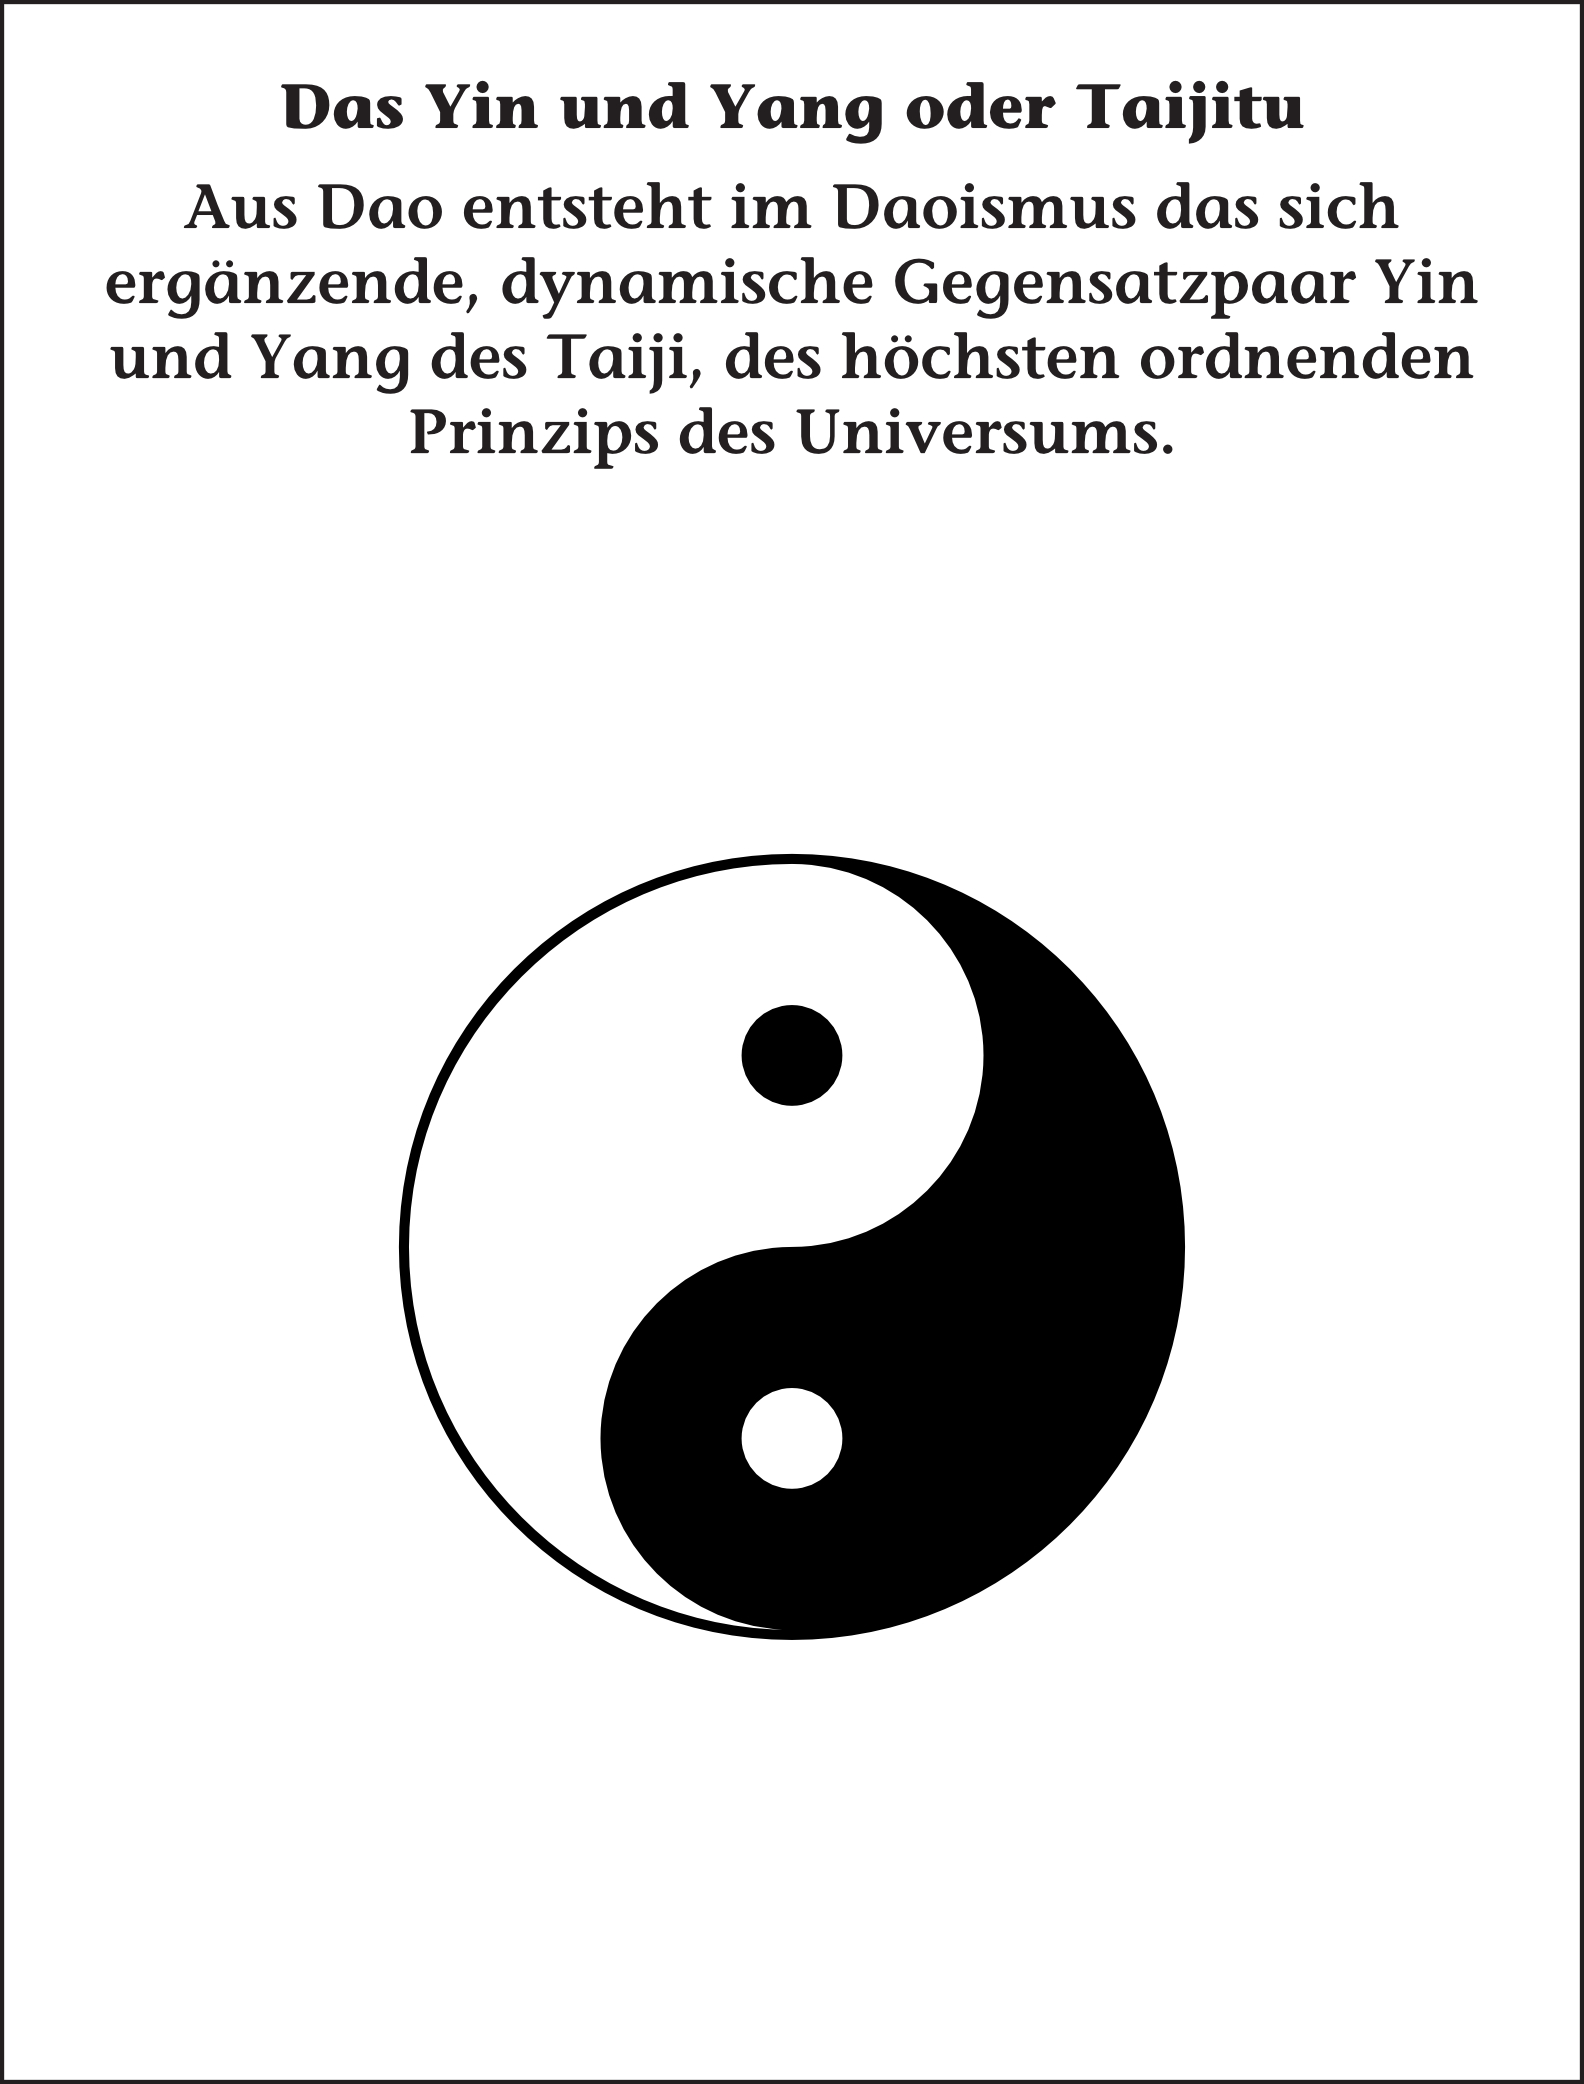 Das Yin und Yang oder Taijitu
Aus Dao entsteht im Daoismus das sich
ergänzende, dynamische Gegensatzpaar Yin
und Yang des Taiji, des höchsten ordnenden
Prinzips des Universums.